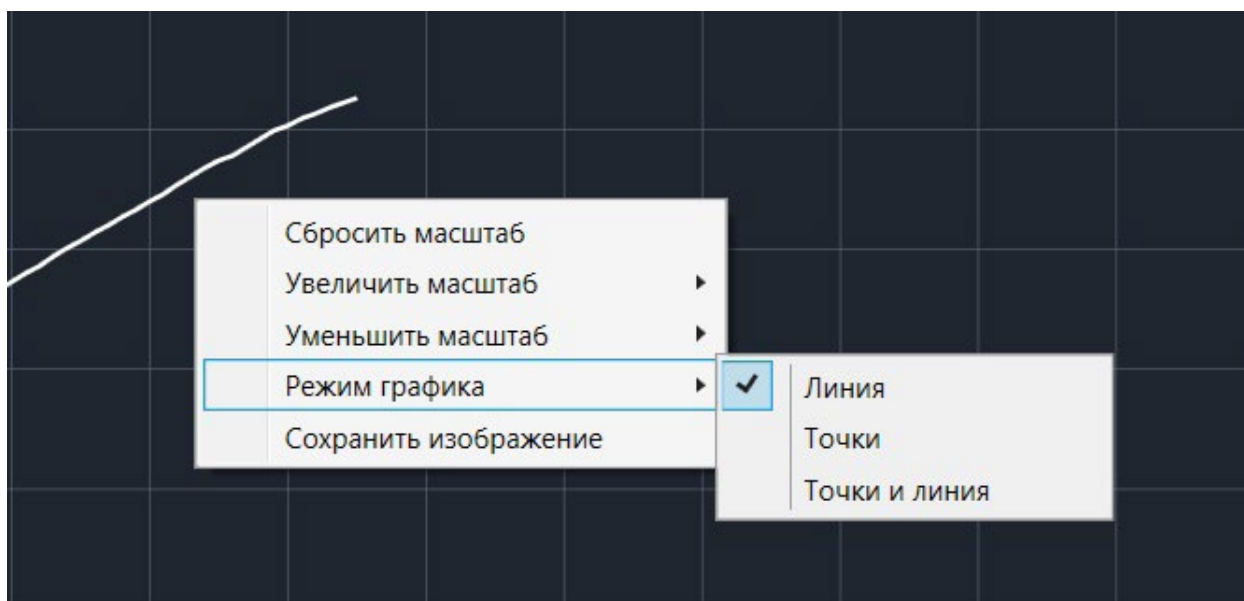 Сбросить масштаб
Увеличить масштаб
Уменьшить масштаб
Режим графика
Сохранить изображение
Линия
Точки
Точки и линия